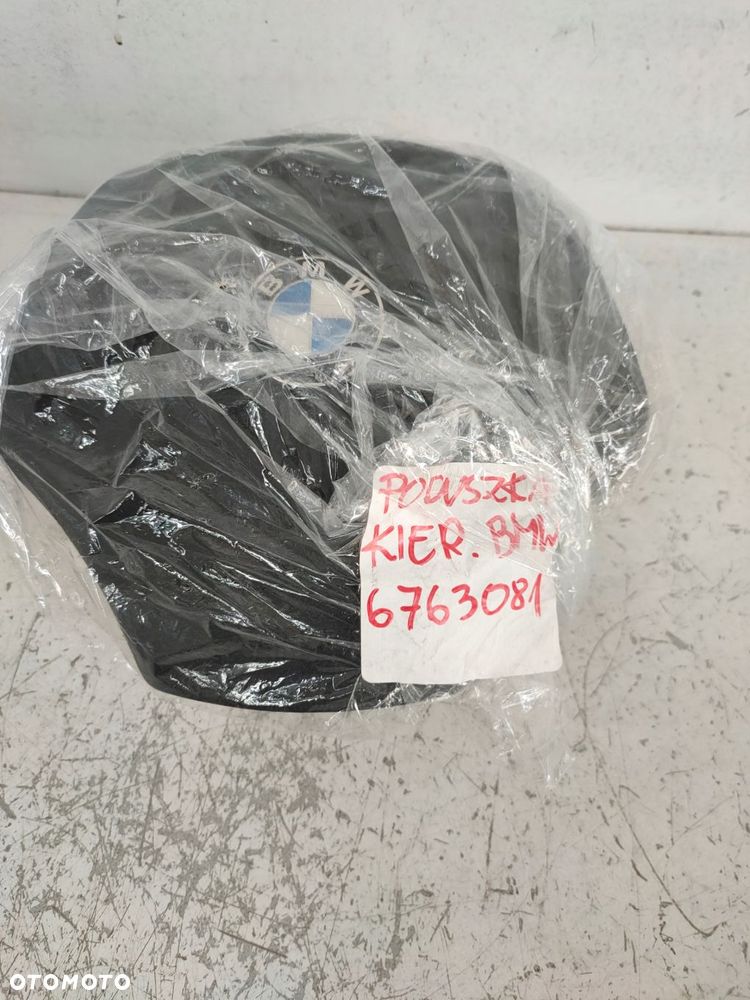 BMW
PODUSZKA
KIER. BMW
6763081
OTOMOTO